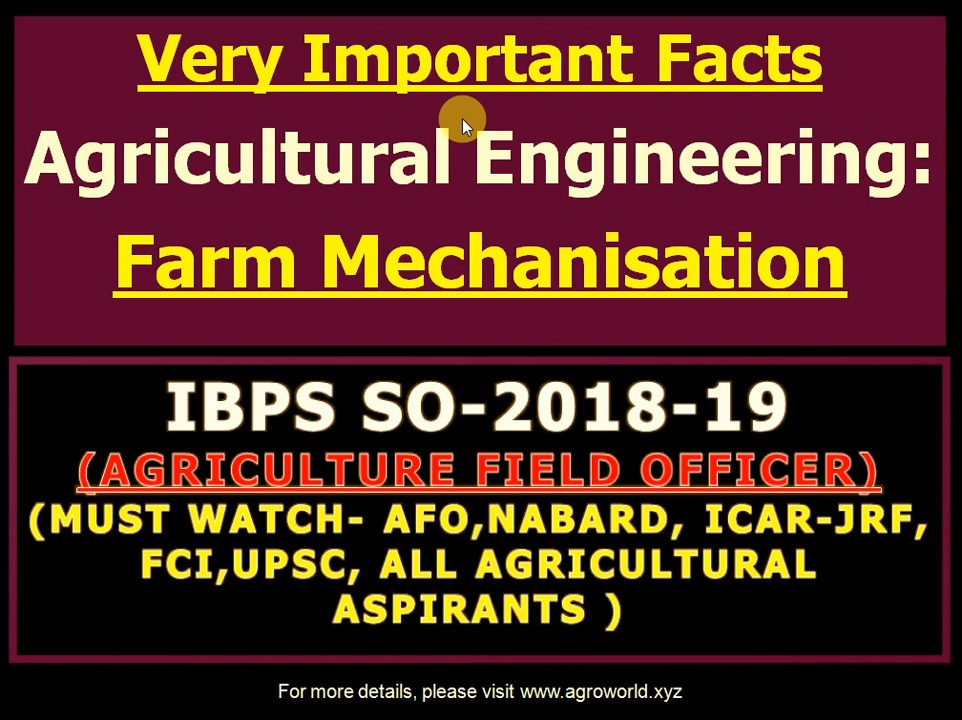 Very Important Facts
Agricultural Engineering:
Farm Mechanisation
IBPS SO-2018-19
(AGRICULTURE FIELD OFFICER)
(MUST WATCH- AFO,NABARD, ICAR-JRF,
FCI,UPSC, ALL AGRICULTURAL
ASPIRANTS )
For more details, please visit www.agroworld.xyz